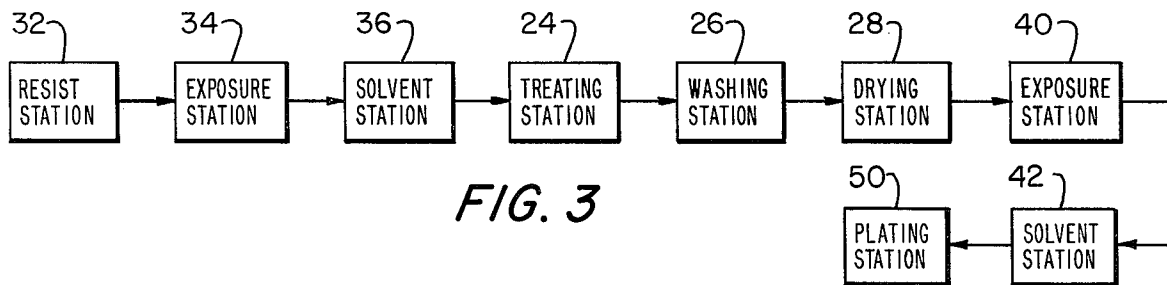 32 34 36 24 26 28 40
RESIST EXPOSURE SOLVENT TREATING WASHING DRYING EXPOSURE
STATION STATION STATION STATION STATION STATION STATION
50 42
FIG. 3
PLATING SOLVENT
STATION STATION